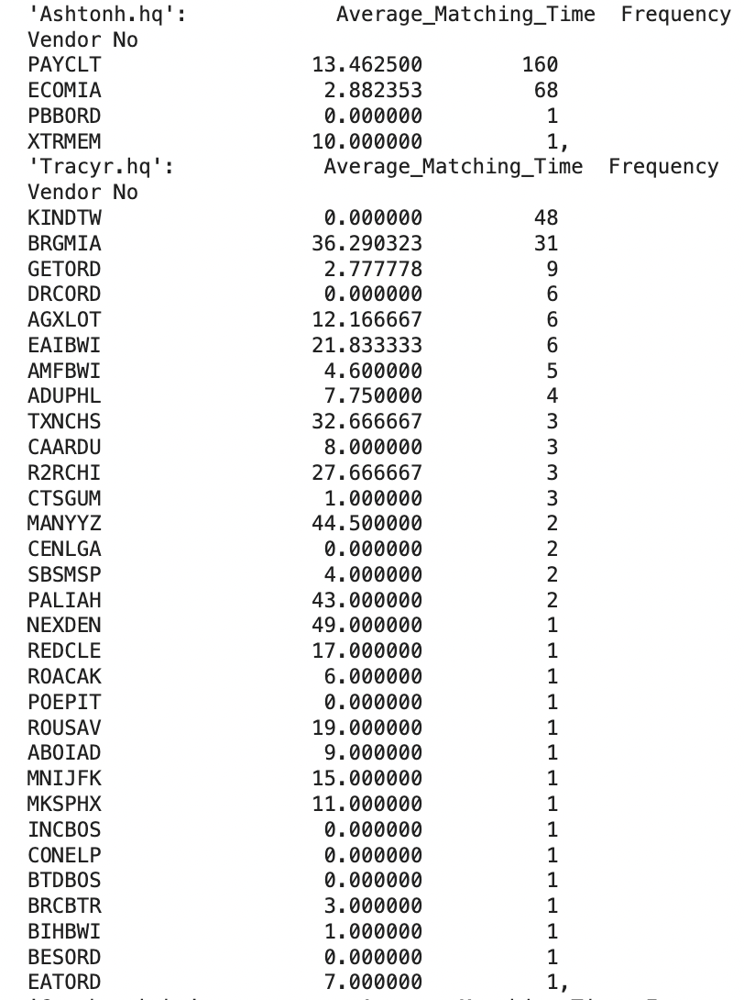 'Ashtonh.hq': Average_Matching_Time Frequency
Vendor No
PAYCLT 13.462500 160
ECOMIA 2.882353 68
PBBORD 0.000000 1
XTRMEM 10.000000 1,
'Tracyr.hq': Average_Matching_Time Frequency
Vendor No
KINDTW 0.000000 48
BRGMIA 36.290323 31
GETORD 2.777778 9
DRCORD 0.000000 6
AGXLOT 12.166667 6
EAIBWI 21.833333 6
AMFBWI 4.600000 5
ADUPHL 7.750000 4
TXNCHS 32.666667 3
CAARDU 8.000000 3
R2RCHI 27.666667 3
CTSGUM 1.000000 3
MANYYZ 44.500000 2
CENLGA 0.000000 2
SBSMSP 4.000000 2
PALIAH 43.000000 2
NEXDEN 49.000000 1
REDCLE 17.000000 1
ROACAK 6.000000 1
POEPIT 0.000000 1
ROUSAV 19.000000 1
ABOIAD 9.000000 1
MNIJFK 15.000000 1
MKSPHX 11.000000 1
INCBOS 0.000000 1
CONELP 0.000000 1
BTDBOS 0.000000 1
BRCBTR 3.000000 1
BIHBWI 1.000000 1
BESORD 0.000000 1
EATORD 7.000000 1,